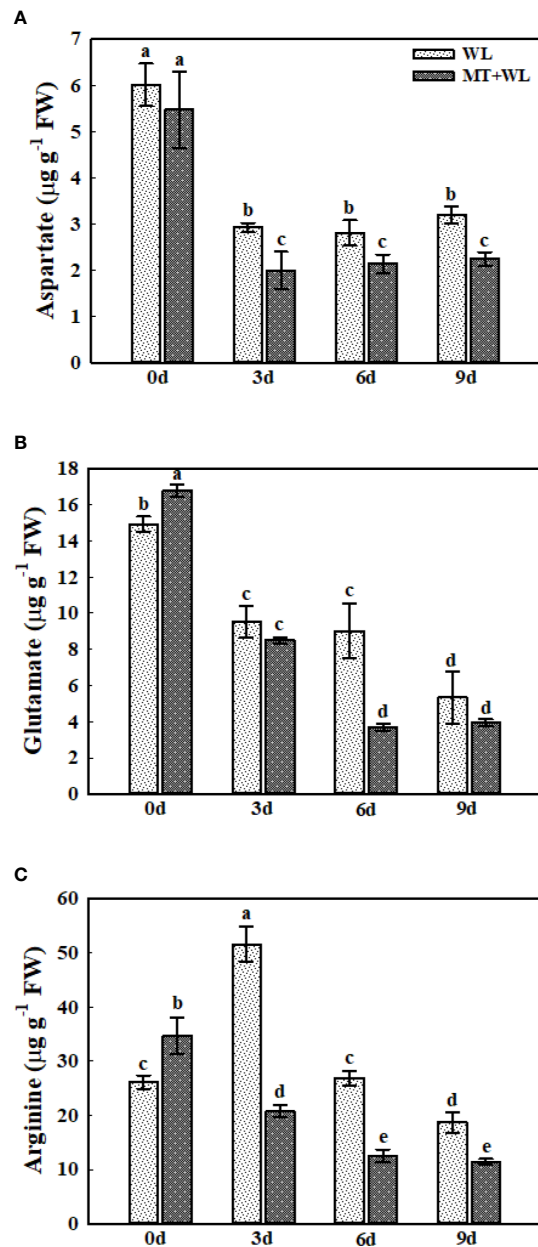 A
Aspartate (μg g⁻¹ FW)
7
6
5
4
3
2
1
0
a a
b c
b c
b c
WL
MT+WL
0d 3d 6d 9d
B
Glutamate (μg g⁻¹ FW)
18
16
14
12
10
8
6
4
2
0
b a
c c
c d
d d
0d 3d 6d 9d
C
Arginine (μg g⁻¹ FW)
60
50
40
30
20
10
0
c b
a d
c e
d e
0d 3d 6d 9d